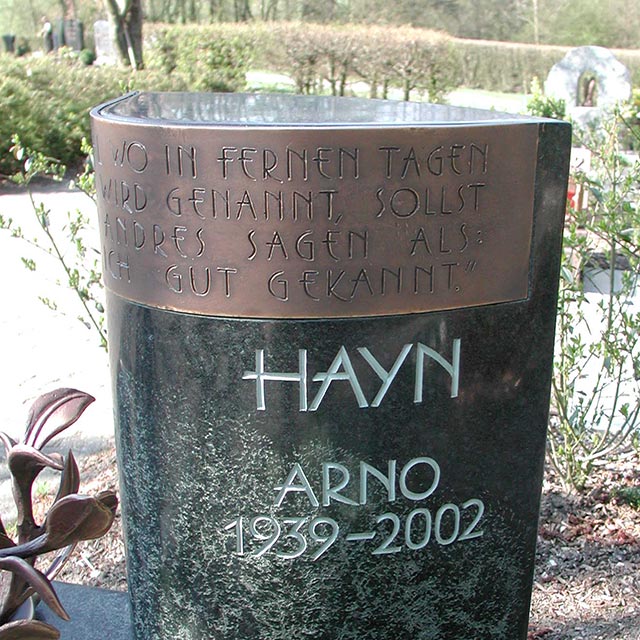 WO IN FERNEN TAGEN
WIRD GENANNT, SOLLST
ANDRES SAGEN ALS:
GUT GEKANNT."
HAYN
ARNO
1939-2002